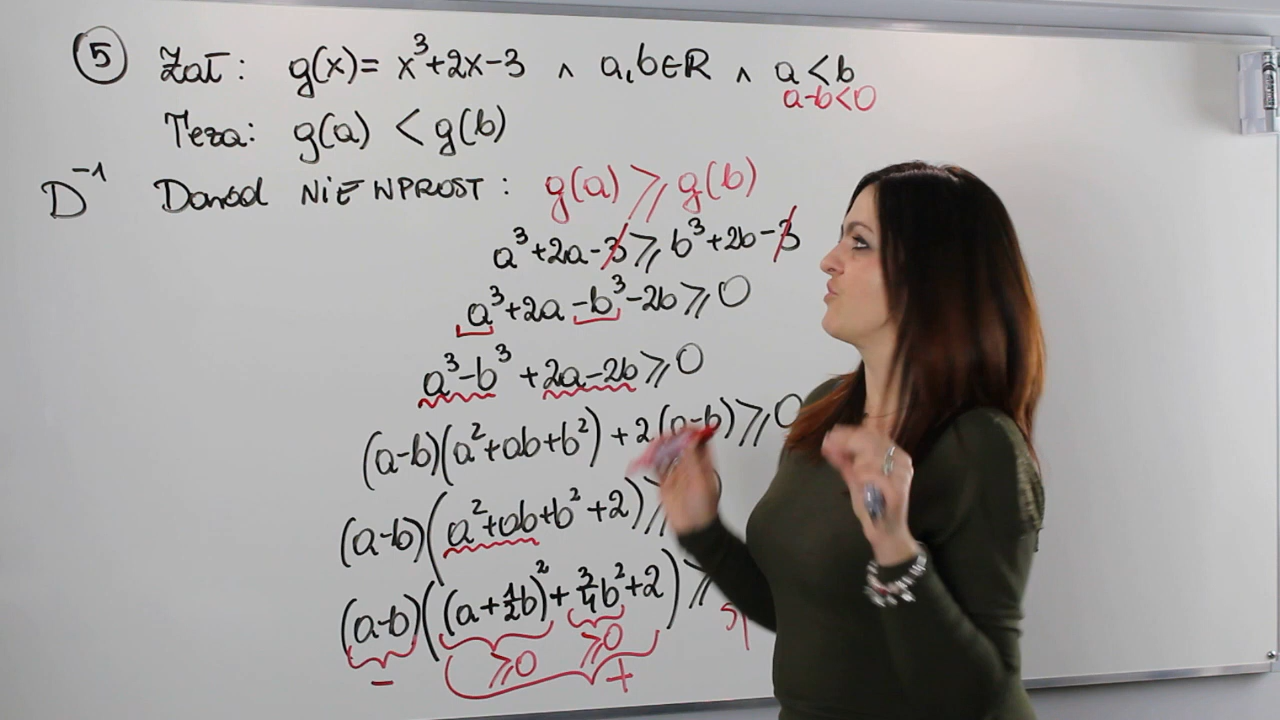 5 Zał: g(x)= x³+2x-3 ∧ a,b∈R ∧ a<b
a-b<0
Teza: g(a) < g(b)
D⁻¹ Dowód NIE WPROST: g(a) ⩾ g(b)
a³+2a-3 ⩾ b³+2b-3
a³+2a-b³-2b ⩾ 0
a³-b³+2a-2b ⩾ 0
(a-b)(a²+ab+b²)+2(a-b) ⩾ 0
(a-b)(a²+ab+b²+2) ⩾
(a-b)((a+½b)²+¾b²+2) ⩾
⩾0 ⩾0
- +